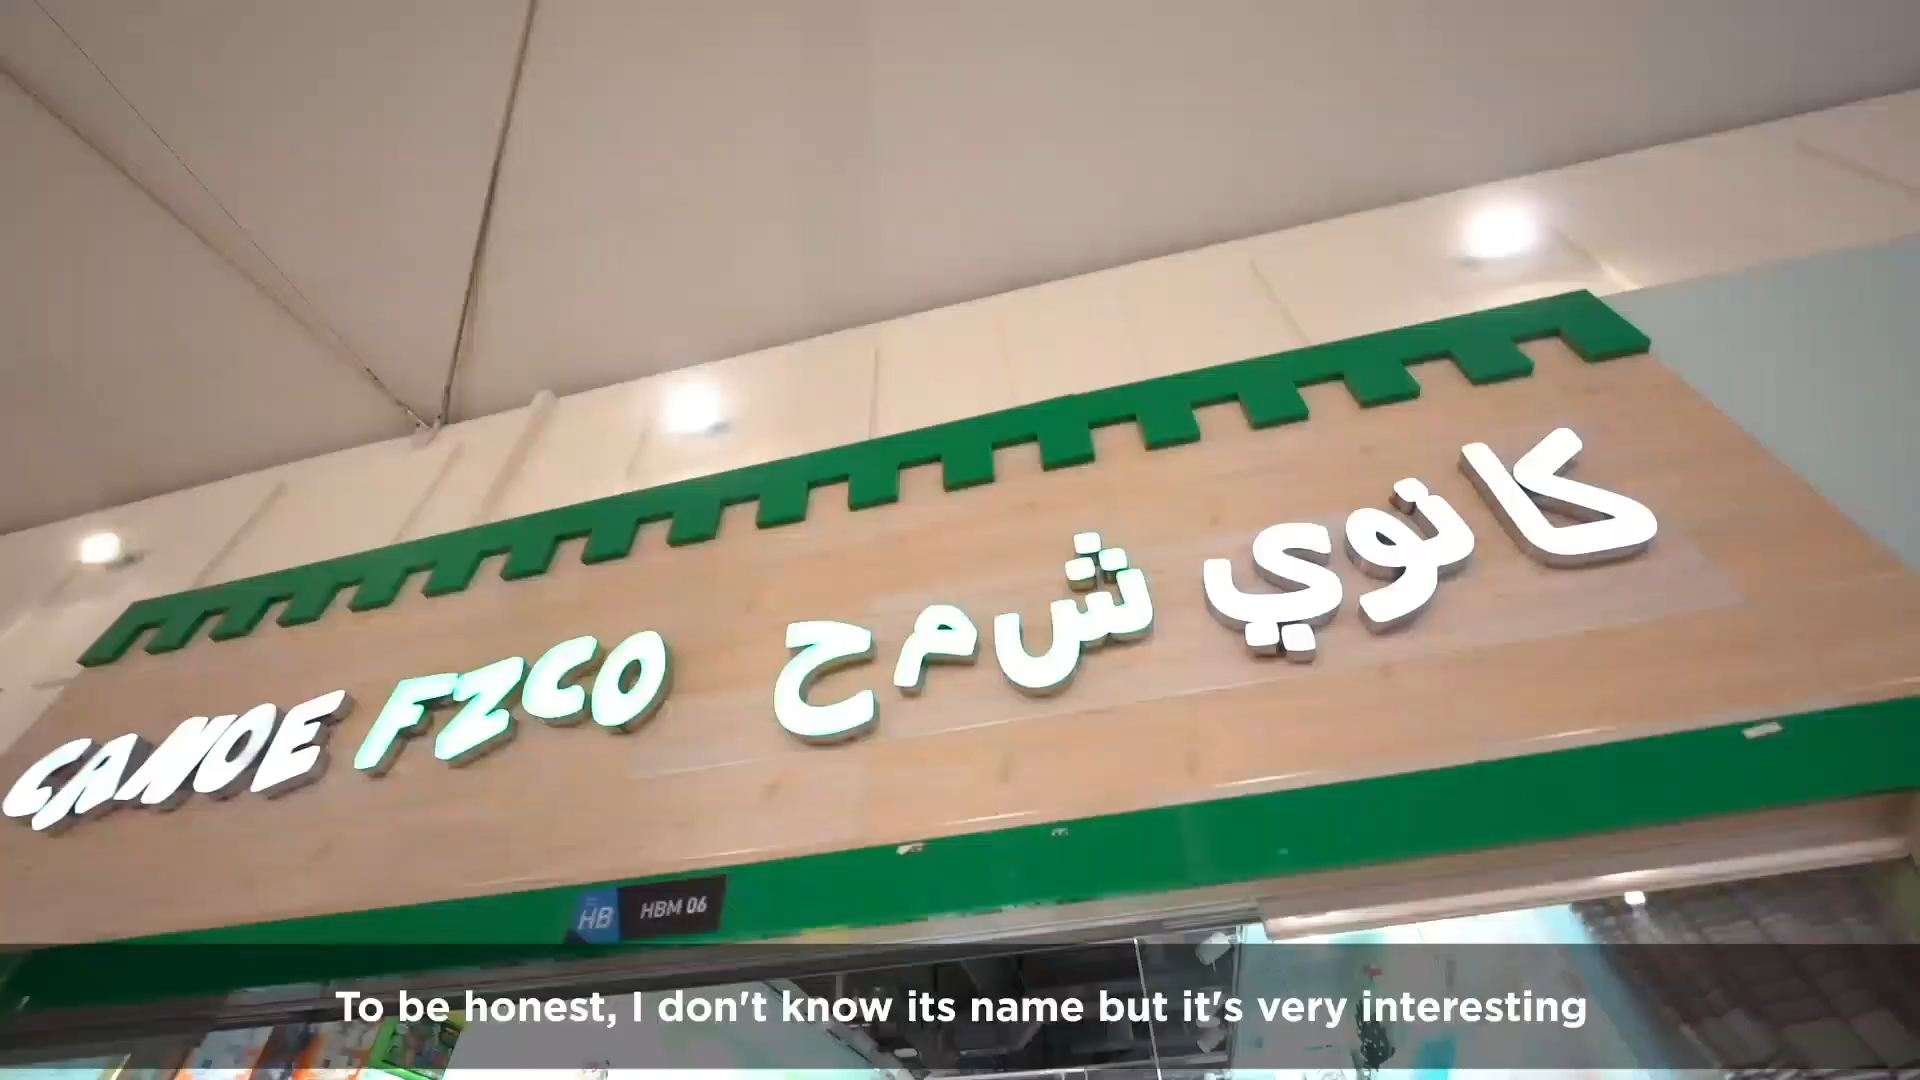 CANOE FZCO كانوي ش م ح
HB HBM 06
To be honest, I don't know its name but it's very interesting